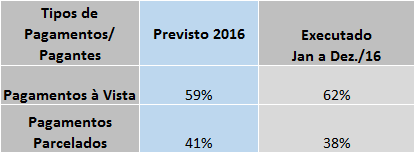 Tipos de
Pagamentos/
Pagantes
Previsto 2016
Executado
Jan a Dez./16
Pagamentos à Vista
59%
62%
Pagamentos
Parcelados
41%
38%